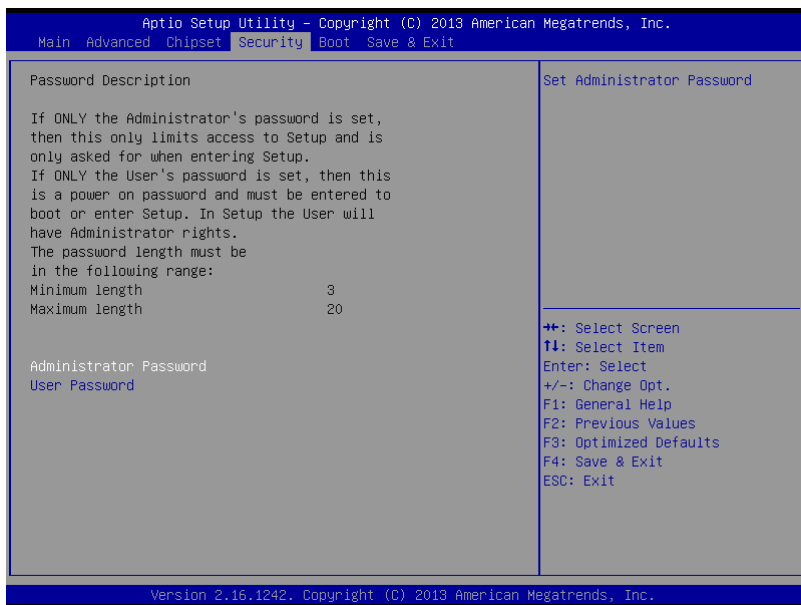 Aptio Setup Utility – Copyright (C) 2013 American Megatrends, Inc.
Main Advanced Chipset Security Boot Save & Exit
Password Description
If ONLY the Administrator's password is set,
then this only limits access to Setup and is
only asked for when entering Setup.
If ONLY the User's password is set, then this
is a power on password and must be entered to
boot or enter Setup. In Setup the User will
have Administrator rights.
The password length must be
in the following range:
Minimum length 3
Maximum length 20
Administrator Password
User Password
Set Administrator Password
→←: Select Screen
↑↓: Select Item
Enter: Select
+/-: Change Opt.
F1: General Help
F2: Previous Values
F3: Optimized Defaults
F4: Save & Exit
ESC: Exit
Version 2.16.1242. Copyright (C) 2013 American Megatrends, Inc.